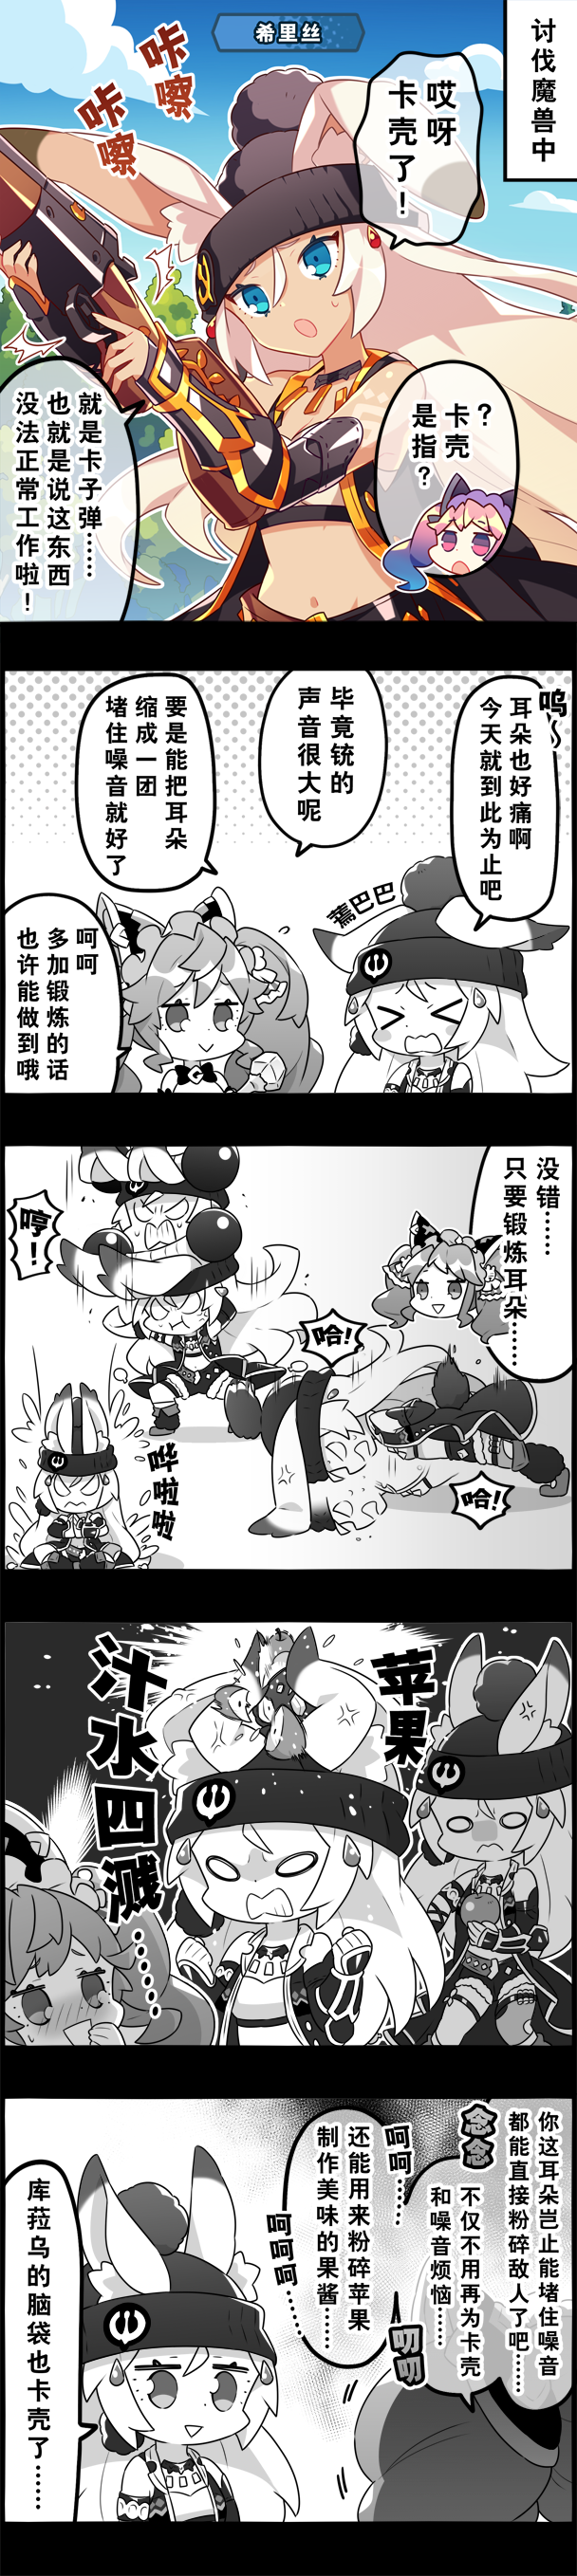 希里丝
讨伐魔兽中
哎呀
卡壳了！
咔嚓
咔嚓
？
卡壳
是指？
就是卡子弹……
也就是说这东西
没法正常工作啦！
呜～
耳朵也好痛啊
今天就到此为止吧
毕竟铳的
声音很大呢
要是能把耳朵
缩成一团
堵住噪音就好了
蔫巴巴
呵呵
多加锻炼的话
也许能做到哦
没错……
只要锻炼耳朵……
哼！
哈！
哈！
哗啦啦
苹果
汁水四溅……
你这耳朵岂止能堵住噪音
都能直接粉碎敌人了吧……
念念
不仅不用再为卡壳
和噪音烦恼…
叨叨
呵呵……
还能用来粉碎苹果
制作美味的果酱……
呵呵呵……
库菈乌的脑袋也卡壳了……